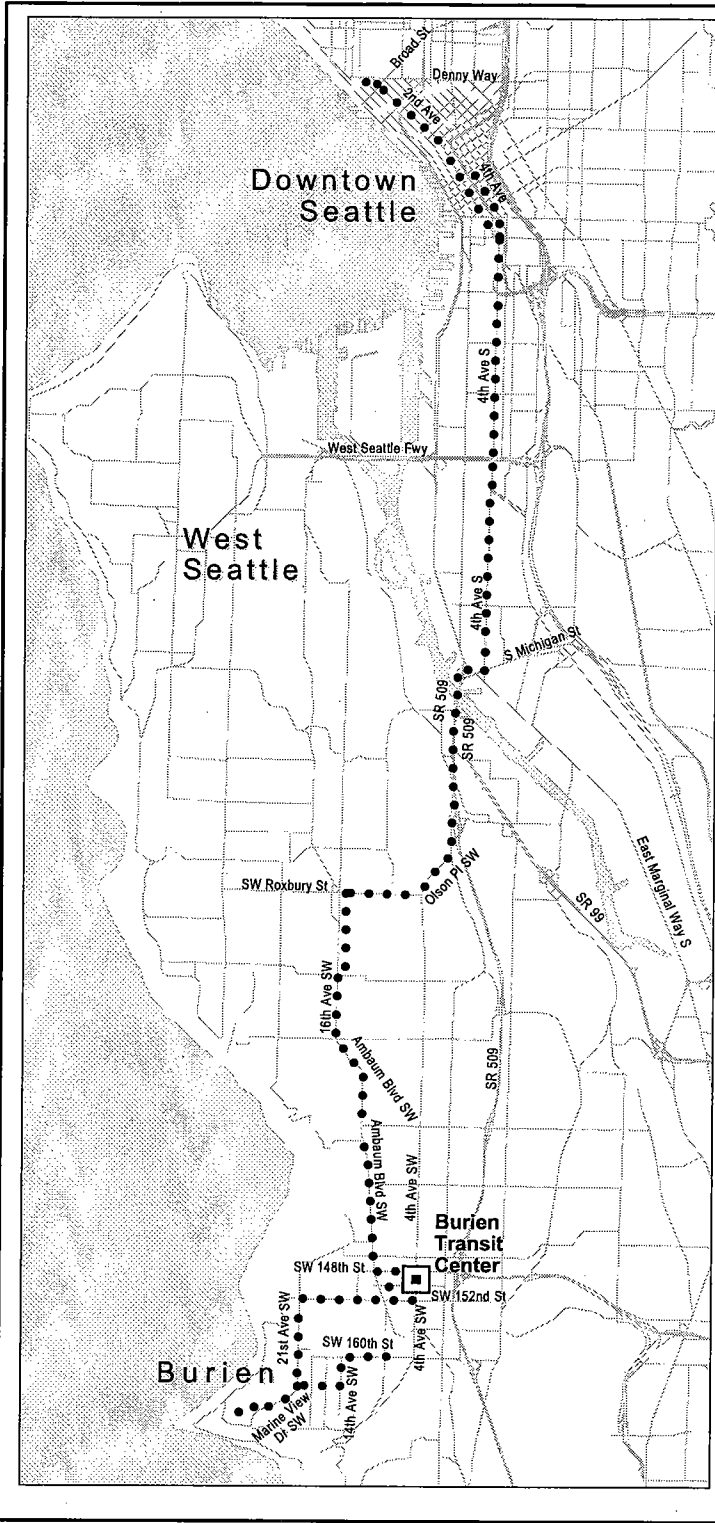 Broad St
Denny Way
2nd Ave
4th Ave
Downtown
Seattle
4th Ave S
West Seattle Fwy
West
Seattle
4th Ave S
S Michigan St
SR 509
SR 509
Olson Pl SW
SW Roxbury St
East Marginal Way S
SR 99
16th Ave SW
Ambaum Blvd SW
SR 509
Ambaum Blvd SW
4th Ave SW
Burien
Transit
Center
SW 148th St
SW 152nd St
21st Ave SW
4th Ave SW
SW 160th St
Burien
14th Ave SW
Marine View
Dr SW